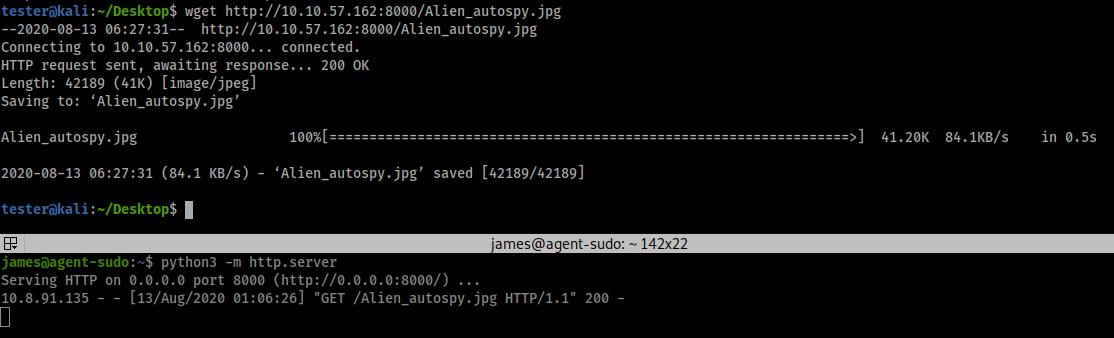 tester@kali:~/Desktop$ wget http://10.10.57.162:8000/Alien_autospy.jpg
--2020-08-13 06:27:31--  http://10.10.57.162:8000/Alien_autospy.jpg
Connecting to 10.10.57.162:8000... connected.
HTTP request sent, awaiting response... 200 OK
Length: 42189 (41K) [image/jpeg]
Saving to: ‘Alien_autospy.jpg’
Alien_autospy.jpg                   100%[=================================================================>]  41.20K  84.1KB/s    in 0.5s
2020-08-13 06:27:31 (84.1 KB/s) - ‘Alien_autospy.jpg’ saved [42189/42189]
tester@kali:~/Desktop$
james@agent-sudo: ~ 142x22
james@agent-sudo:~$ python3 -m http.server
Serving HTTP on 0.0.0.0 port 8000 (http://0.0.0.0:8000/) ...
10.8.91.135 - - [13/Aug/2020 01:06:26] "GET /Alien_autospy.jpg HTTP/1.1" 200 -